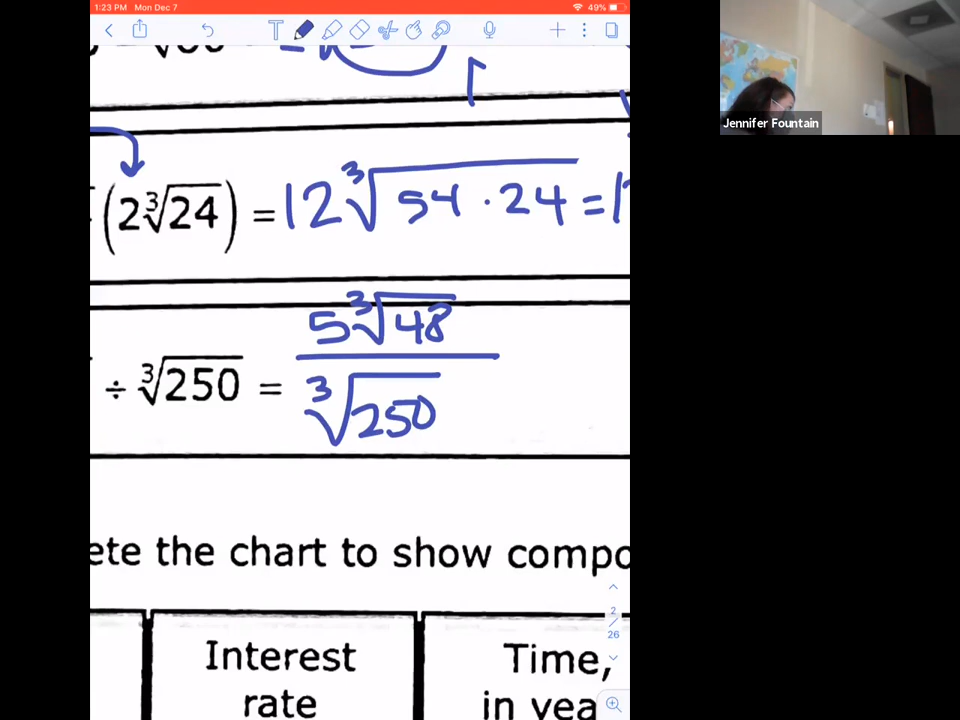 1:23 PM Mon Dec 7 49%
T
Jennifer Fountain
(2∛24) = 12∛54 · 24 = 1
5∛48
÷ ∛250 =
∛250
ete the chart to show compo
2
/
26
Interest
rate
Time,
in yea